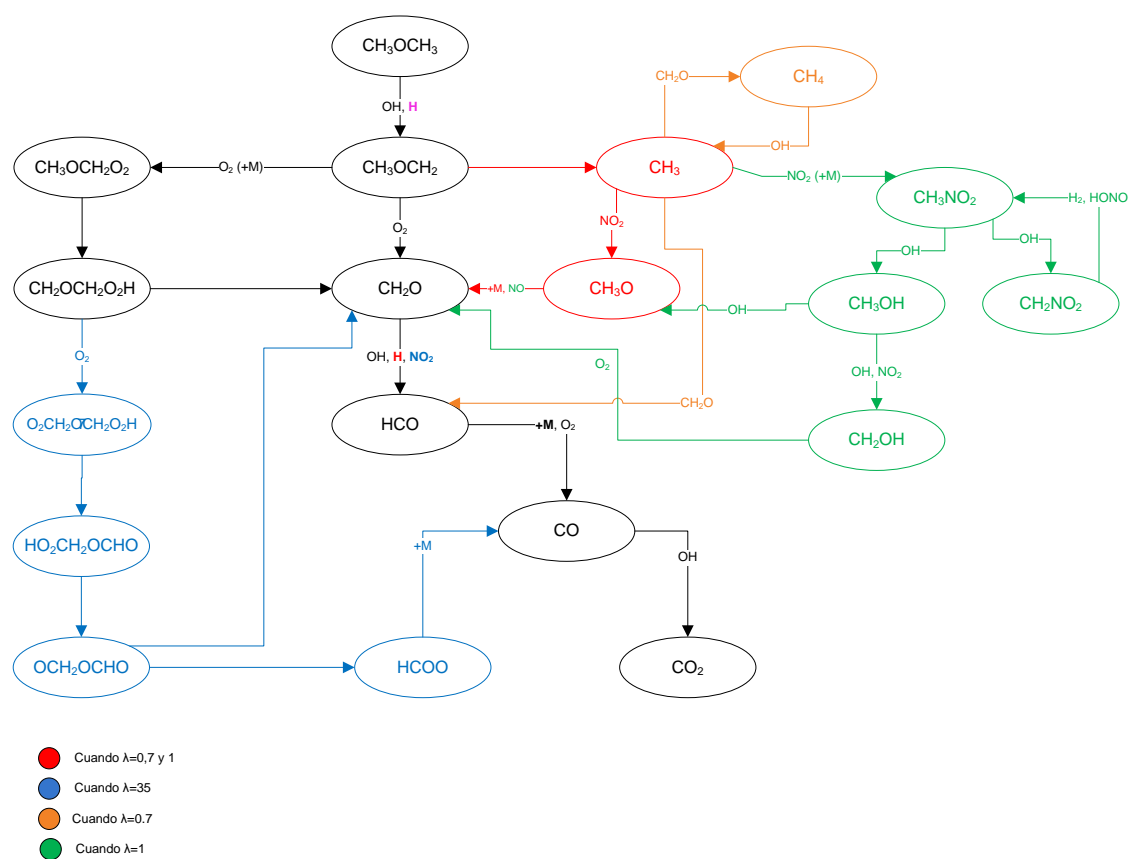 CH₃OCH₃
OH, H
CH₂O
CH₄
OH
CH₃OCH₂O₂
O₂ (+M)
CH₃OCH₂
CH₃
NO₂ (+M)
CH₃NO₂
H₂, HONO
O₂
NO₂
OH
OH
CH₂OCH₂O₂H
CH₂O
+M, NO
CH₃O
OH
CH₃OH
CH₂NO₂
O₂
OH, H, NO₂
O₂
OH, NO₂
O₂CH₂OCH₂O₂H
HCO
+M, O₂
CH₂O
CH₂OH
HO₂CH₂OCHO
+M
CO
OH
OCH₂OCHO
HCOO
CO₂
Cuando λ=0,7 y 1
Cuando λ=35
Cuando λ=0.7
Cuando λ=1